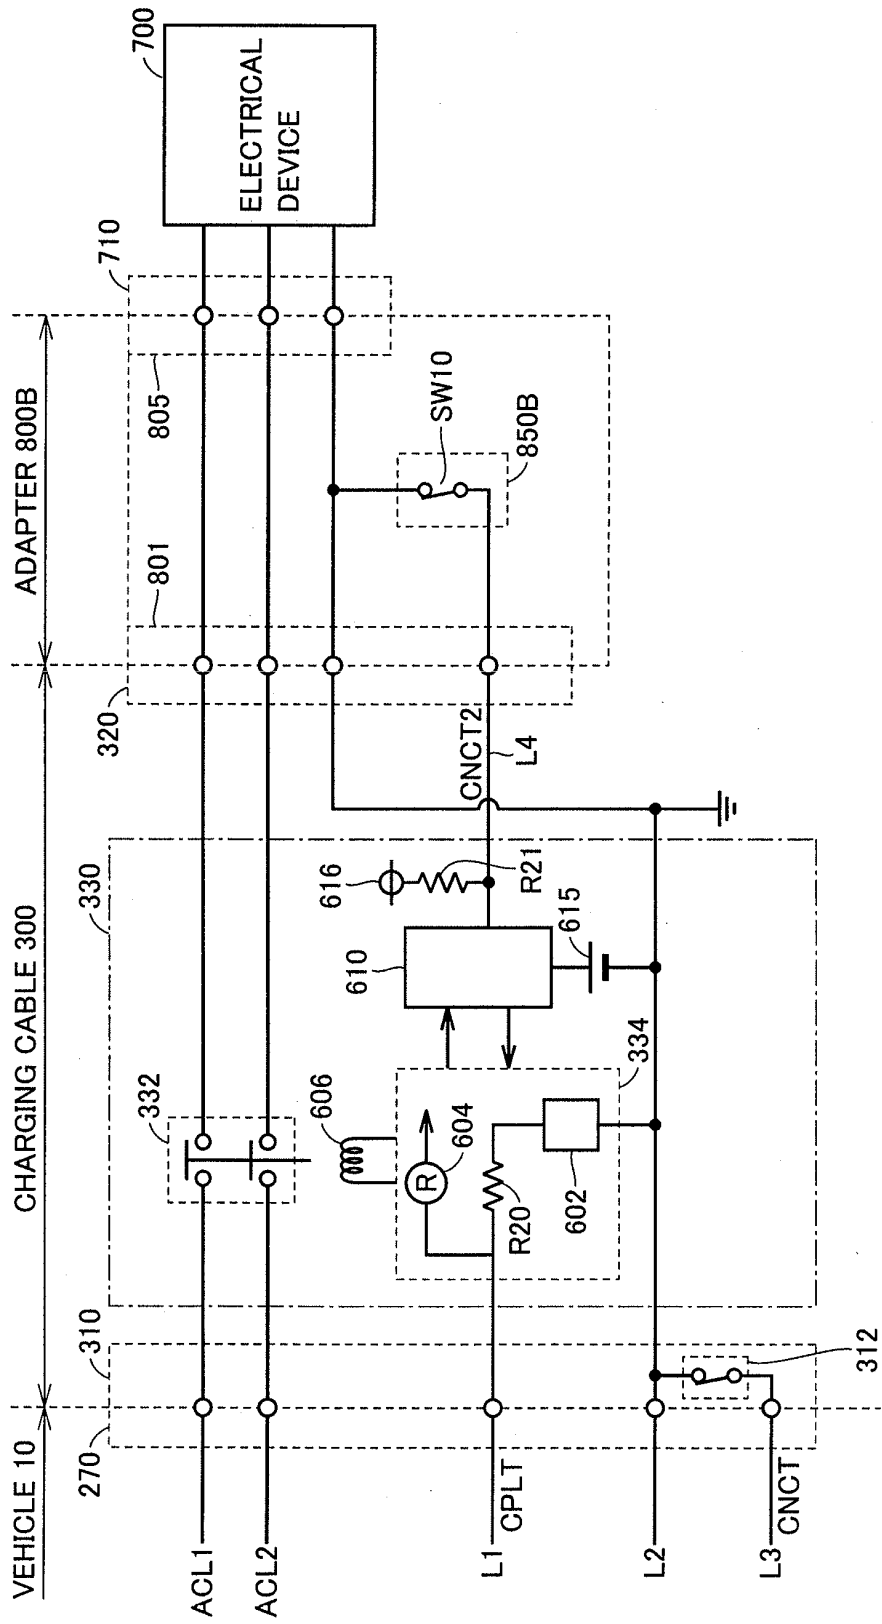 VEHICLE 10
CHARGING CABLE 300
ADAPTER 800B
270
310
330
320
801
805
710
700
ELECTRICAL
DEVICE
332
606
616
610
604
R
R20
602
334
R21
615
CNCT2
L4
SW10
850B
312
ACL1
ACL2
L1
CPLT
L2
L3
CNCT